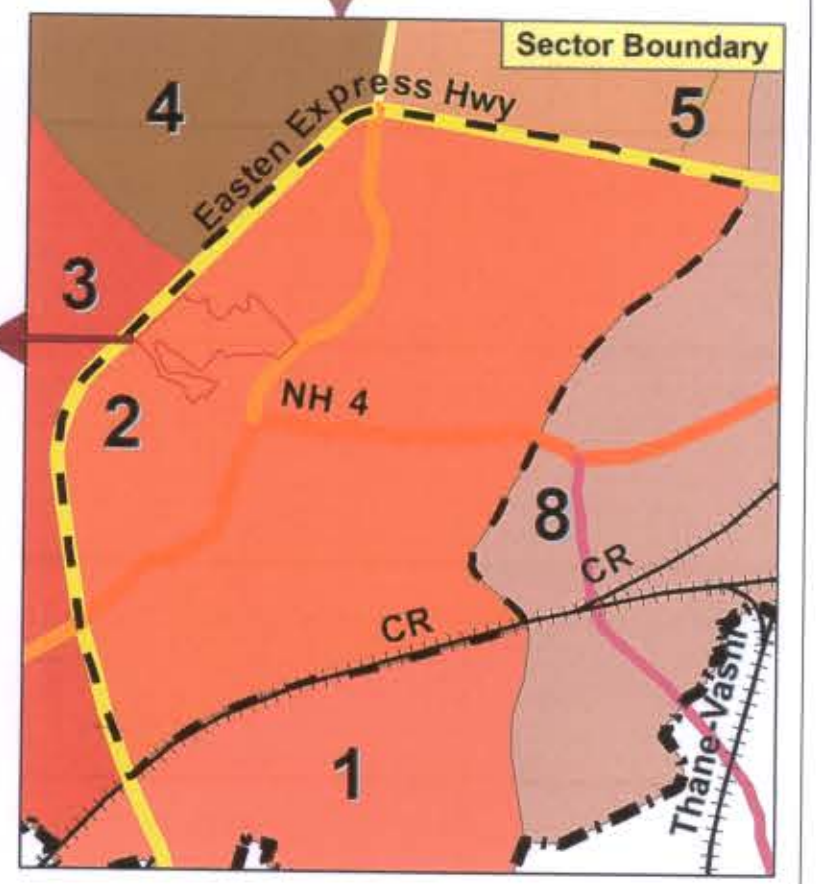 Sector Boundary
4
Easten Express Hwy
5
3
NH 4
2
8
CR
CR
Thane-Vashi
1